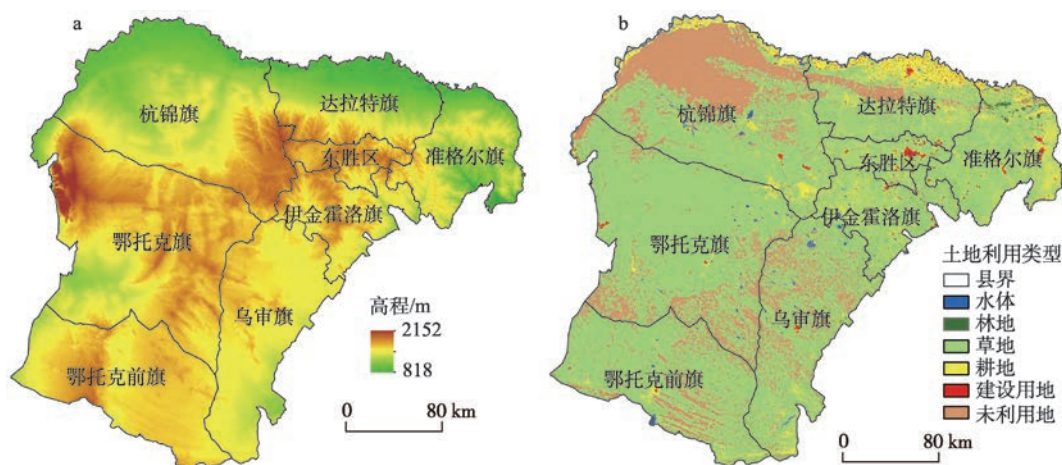 a
杭锦旗
达拉特旗
东胜区
准格尔旗
伊金霍洛旗
鄂托克旗
乌审旗
鄂托克前旗
高程/m
2152
818
0 80 km
b
杭锦旗
达拉特旗
东胜区
准格尔旗
伊金霍洛旗
鄂托克旗
乌审旗
鄂托克前旗
土地利用类型
县界
水体
林地
草地
耕地
建设用地
未利用地
0 80 km